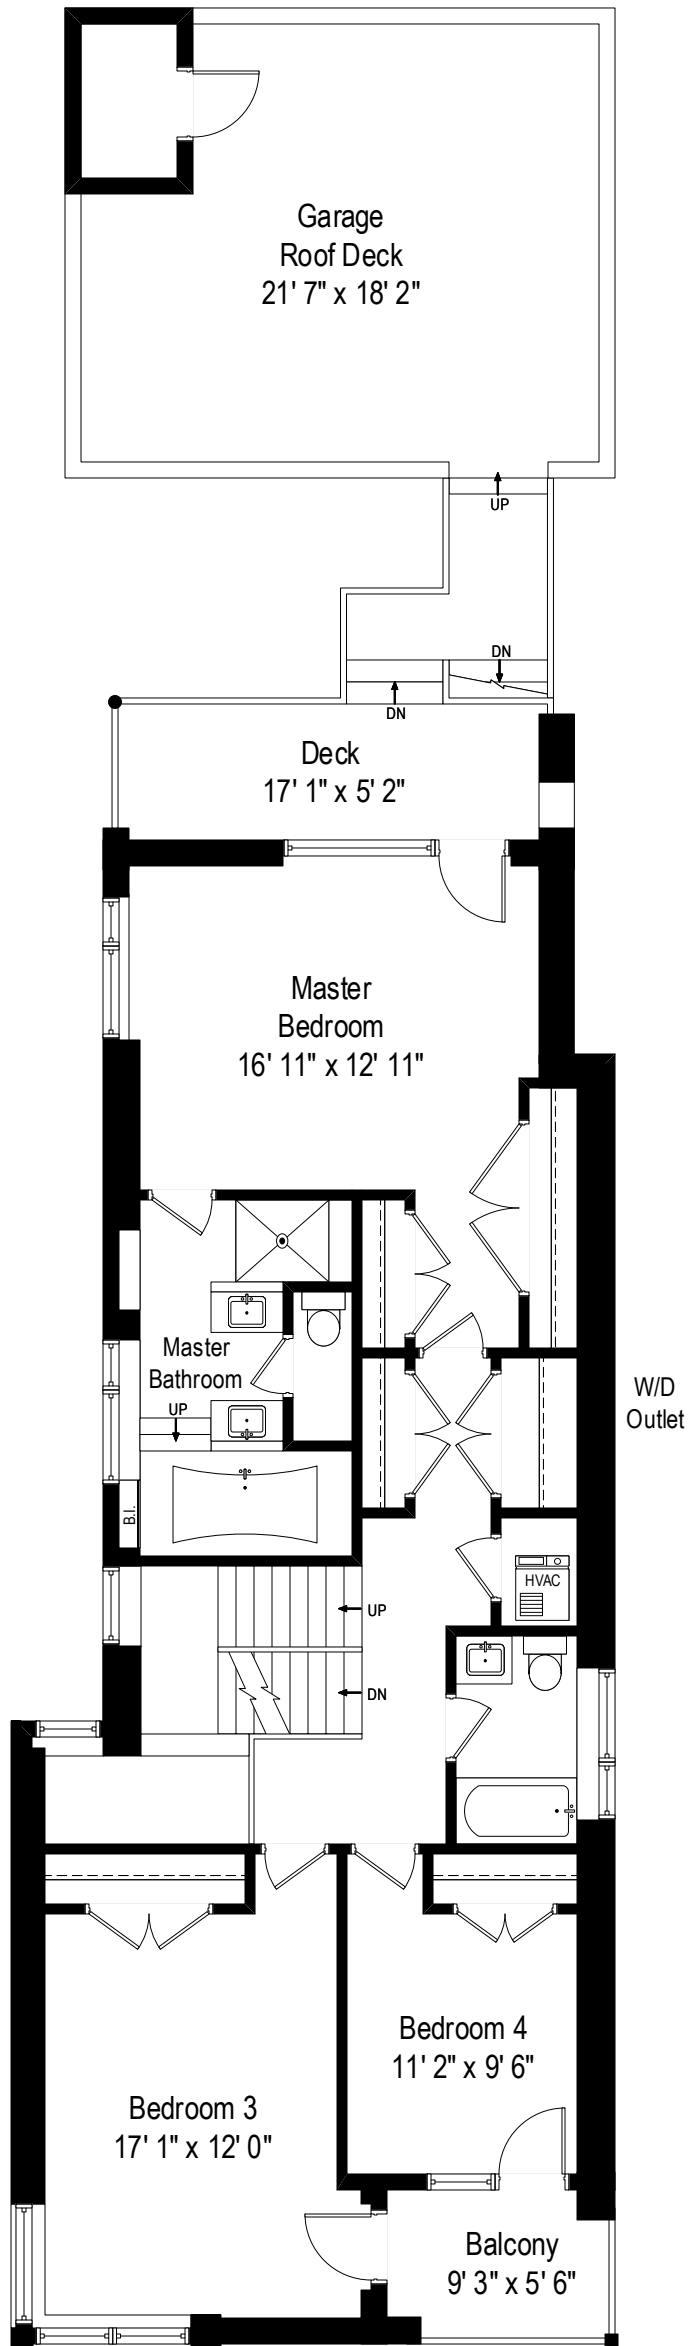 Garage
Roof Deck
21' 7" x 18' 2"
UP
DN
DN
Deck
17' 1" x 5' 2"
Master
Bedroom
16' 11" x 12' 11"
Master
Bathroom
UP
W/D
Outlet
B.I.
HVAC
UP
DN
Bedroom 4
11' 2" x 9' 6"
Bedroom 3
17' 1" x 12' 0"
Balcony
9' 3" x 5' 6"